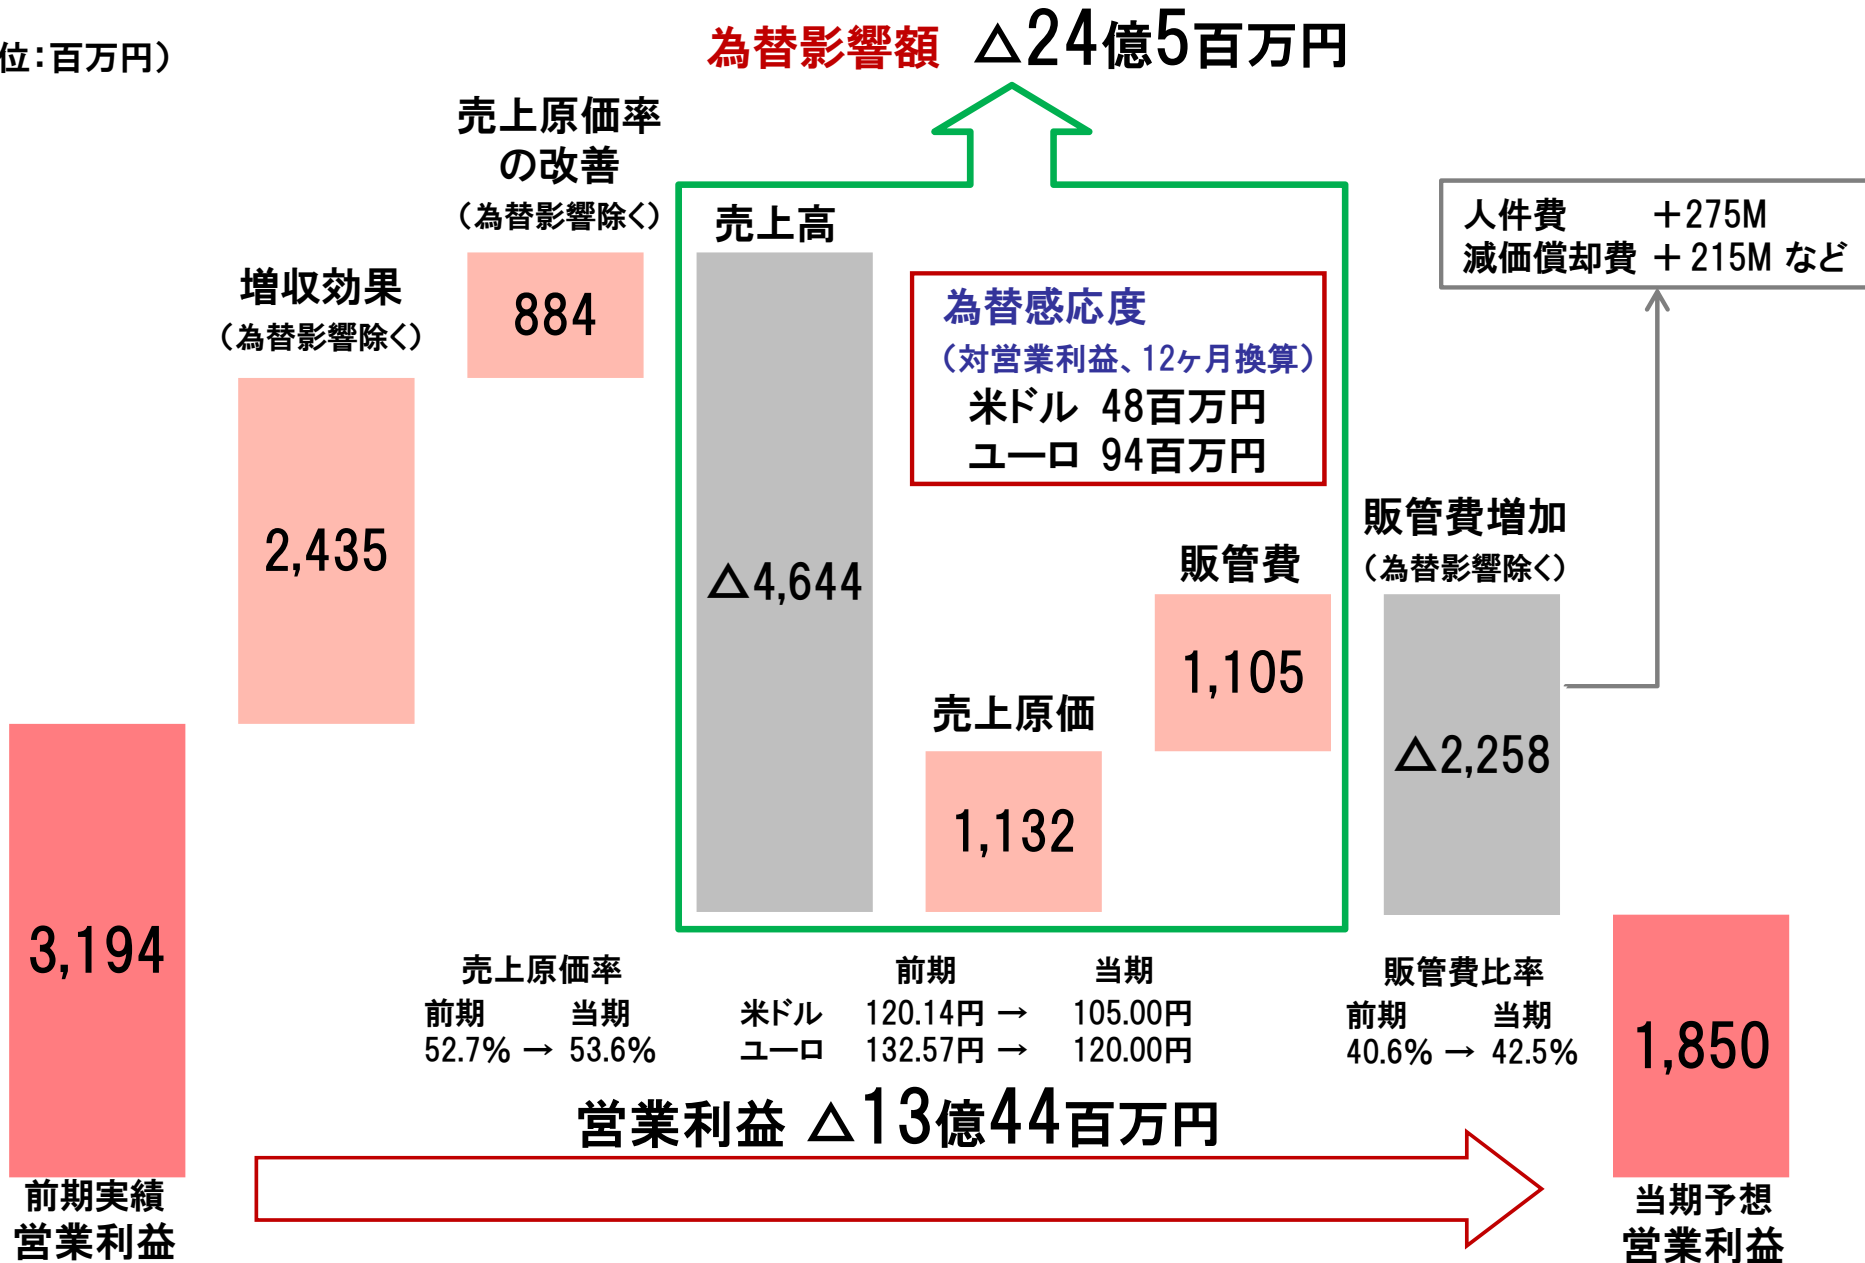 位：百万円）
為替影響額 △24億5百万円
売上原価率
の改善
（為替影響除く）
増収効果
（為替影響除く）
884
2,435
3,194
前期実績
営業利益
売上高
△4,644
為替感応度
（対営業利益、12ヶ月換算）
米ドル 48百万円
ユーロ 94百万円
売上原価
1,132
販管費
1,105
人件費 ＋275M
減価償却費 ＋215M など
販管費増加
（為替影響除く）
△2,258
売上原価率
前期 当期
52.7% → 53.6%
前期 当期
米ドル 120.14円 → 105.00円
ユーロ 132.57円 → 120.00円
販管費比率
前期 当期
40.6% → 42.5%
営業利益 △13億44百万円
1,850
当期予想
営業利益